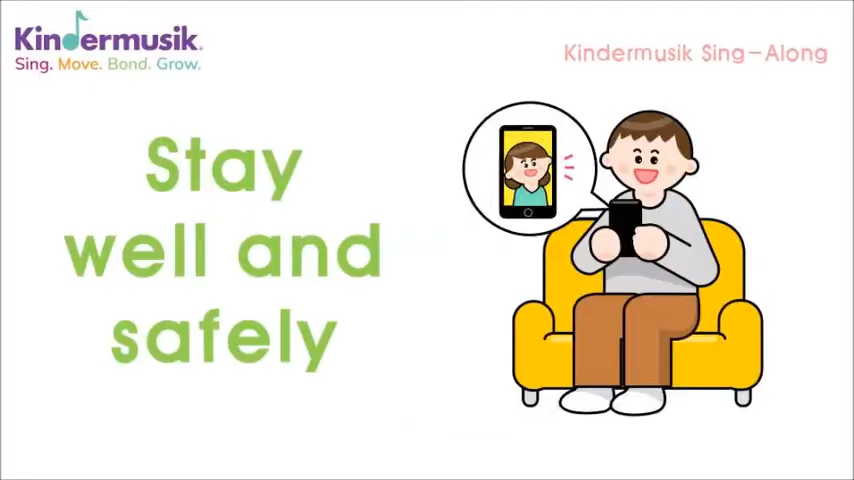 Kindermusik
Sing. Move. Bond. Grow.
Kindermusik Sing-Along
Stay
well and
safely